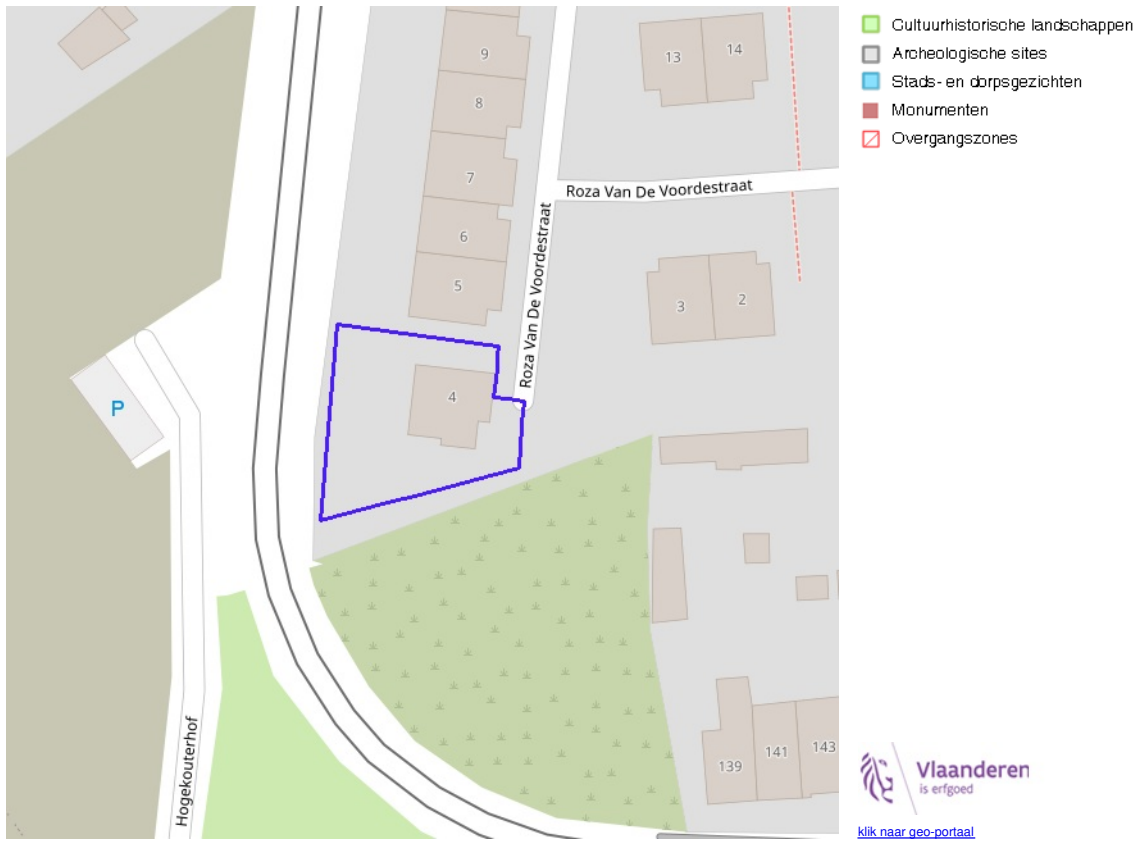 9
8
7
6
5
4
13
14
Roza Van De Voordestraat
Roza Van De Voordestraat
3
2
P
Hogekouterhof
139
141
143
Cultuurhistorische landschappen
Archeologische sites
Stads- en dorpsgezichten
Monumenten
Overgangszones
Vlaanderen
is erfgoed
klik naar geo-portaal